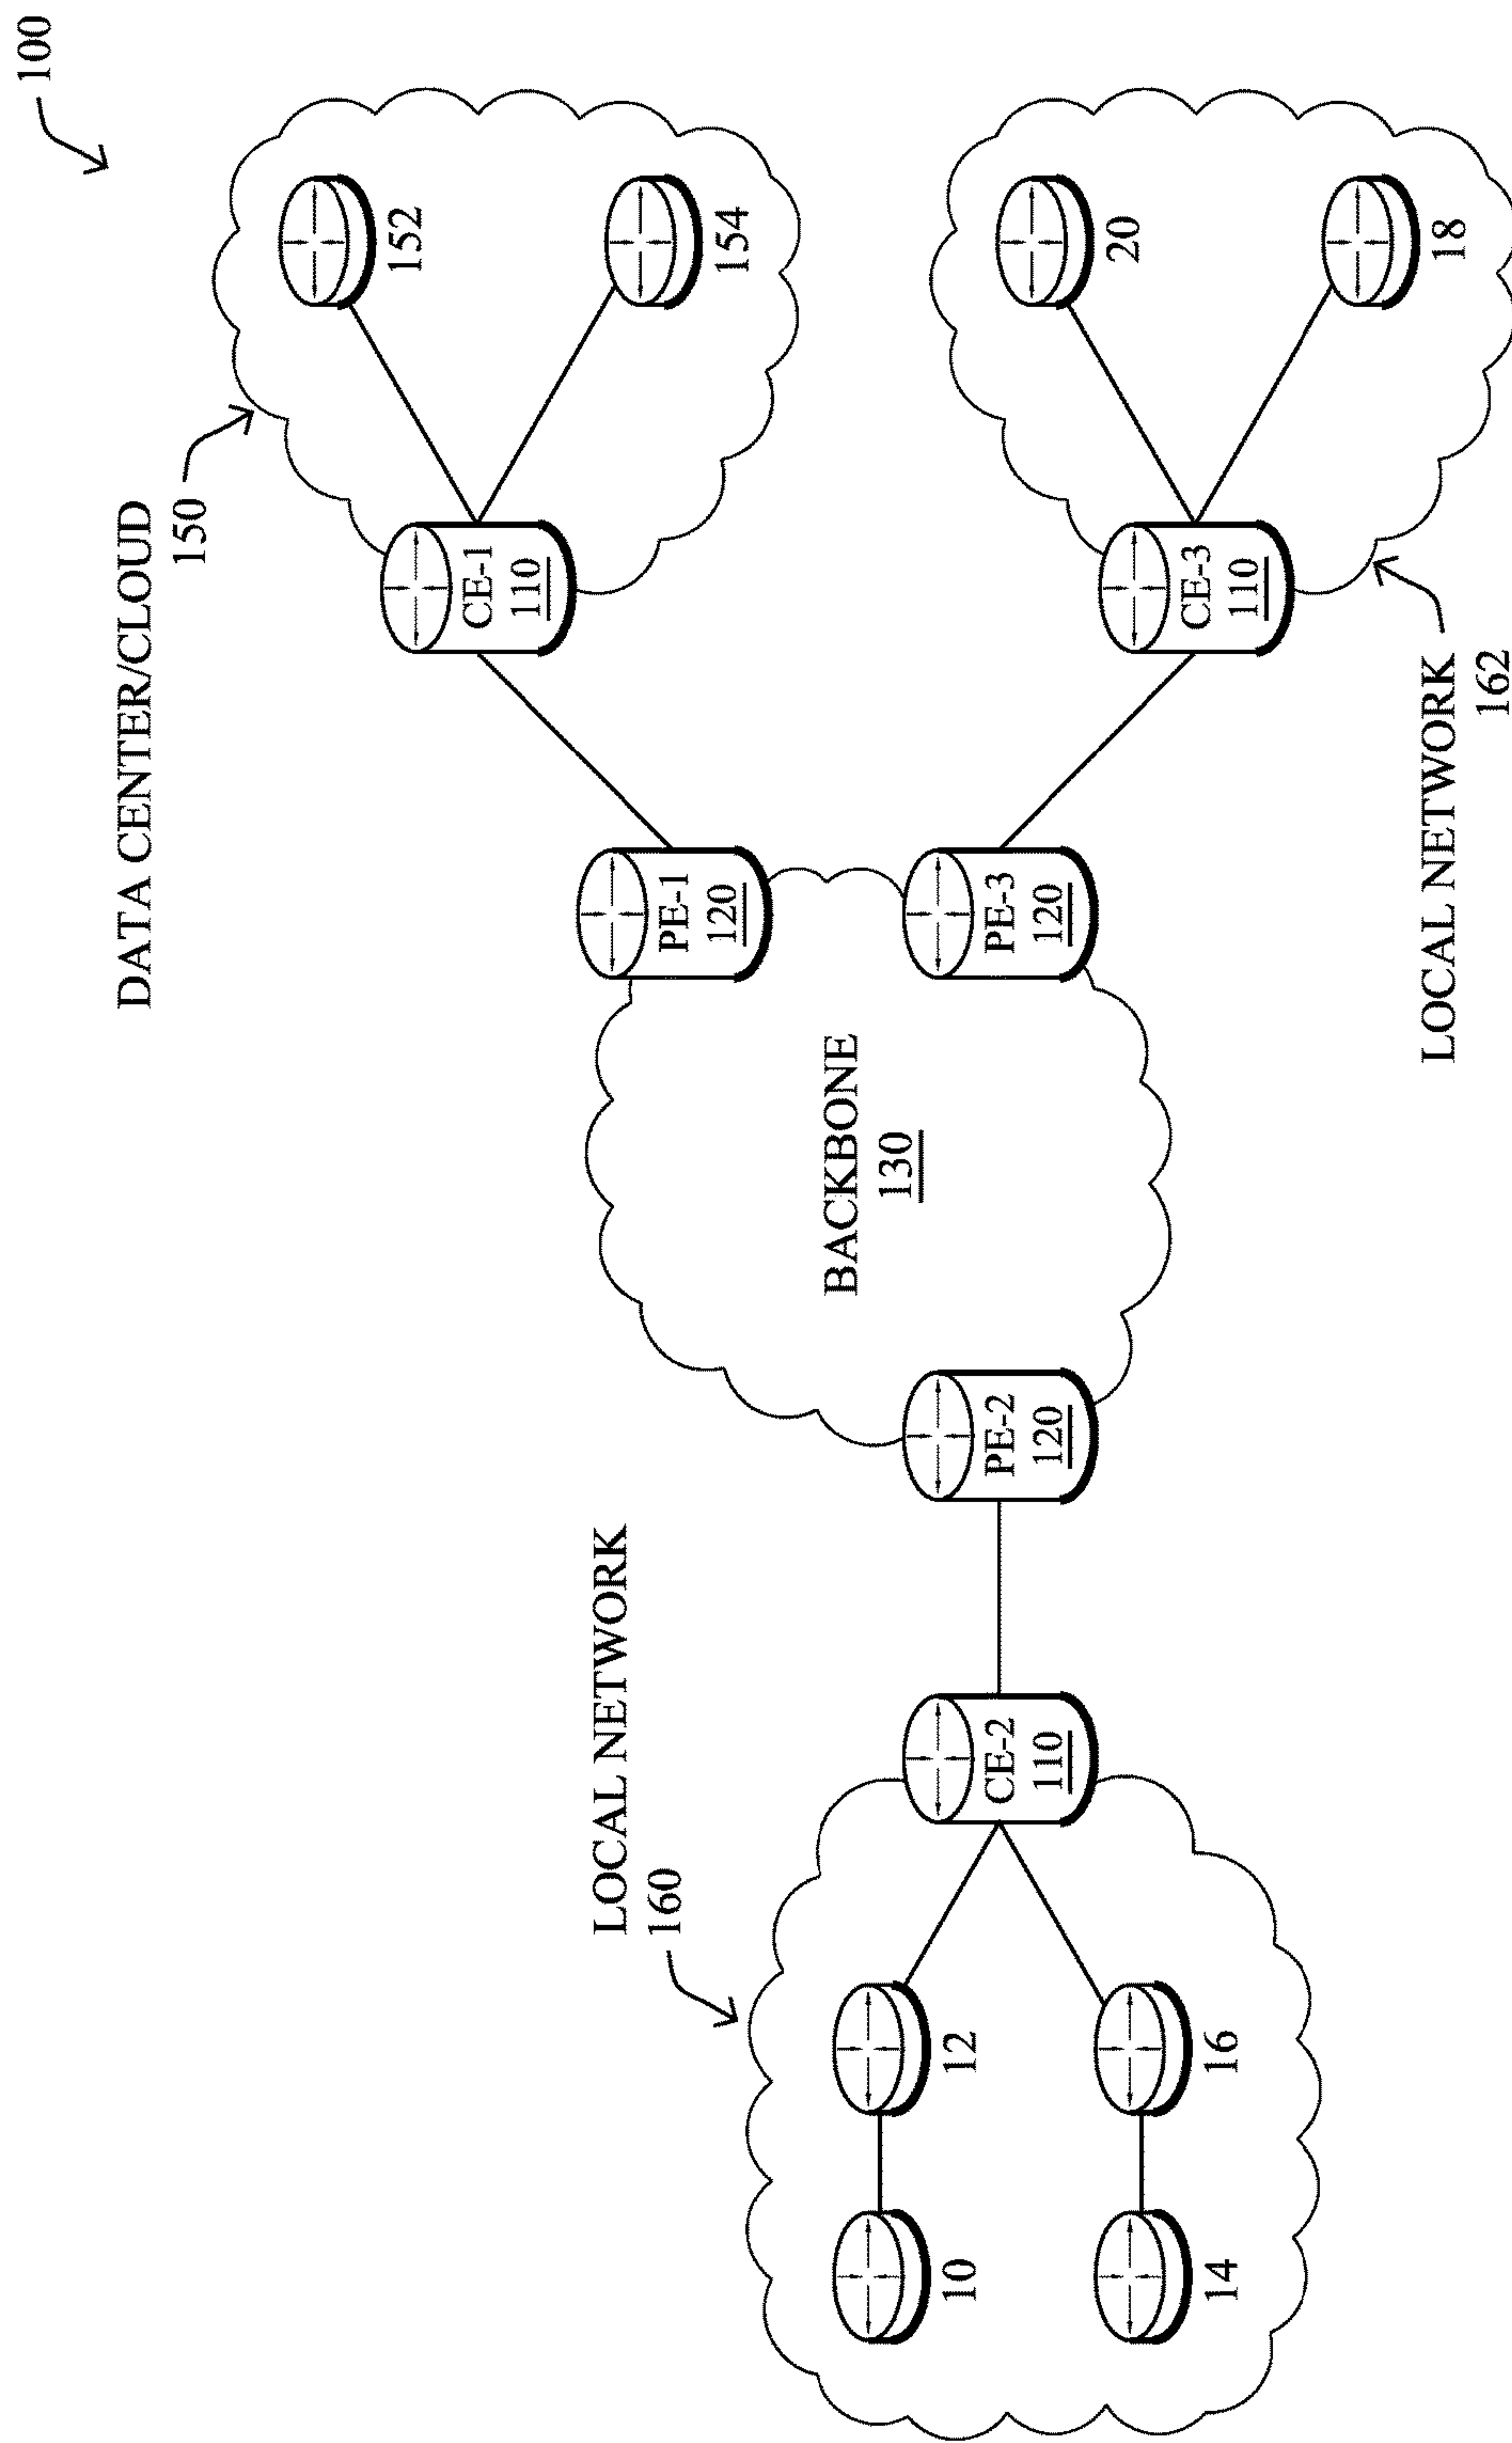 100
DATA CENTER/CLOUD
150
152
154
CE-1
110
PE-1
120
BACKBONE
130
PE-3
120
CE-3
110
20
18
LOCAL NETWORK
162
PE-2
120
LOCAL NETWORK
160
CE-2
110
12
16
10
14